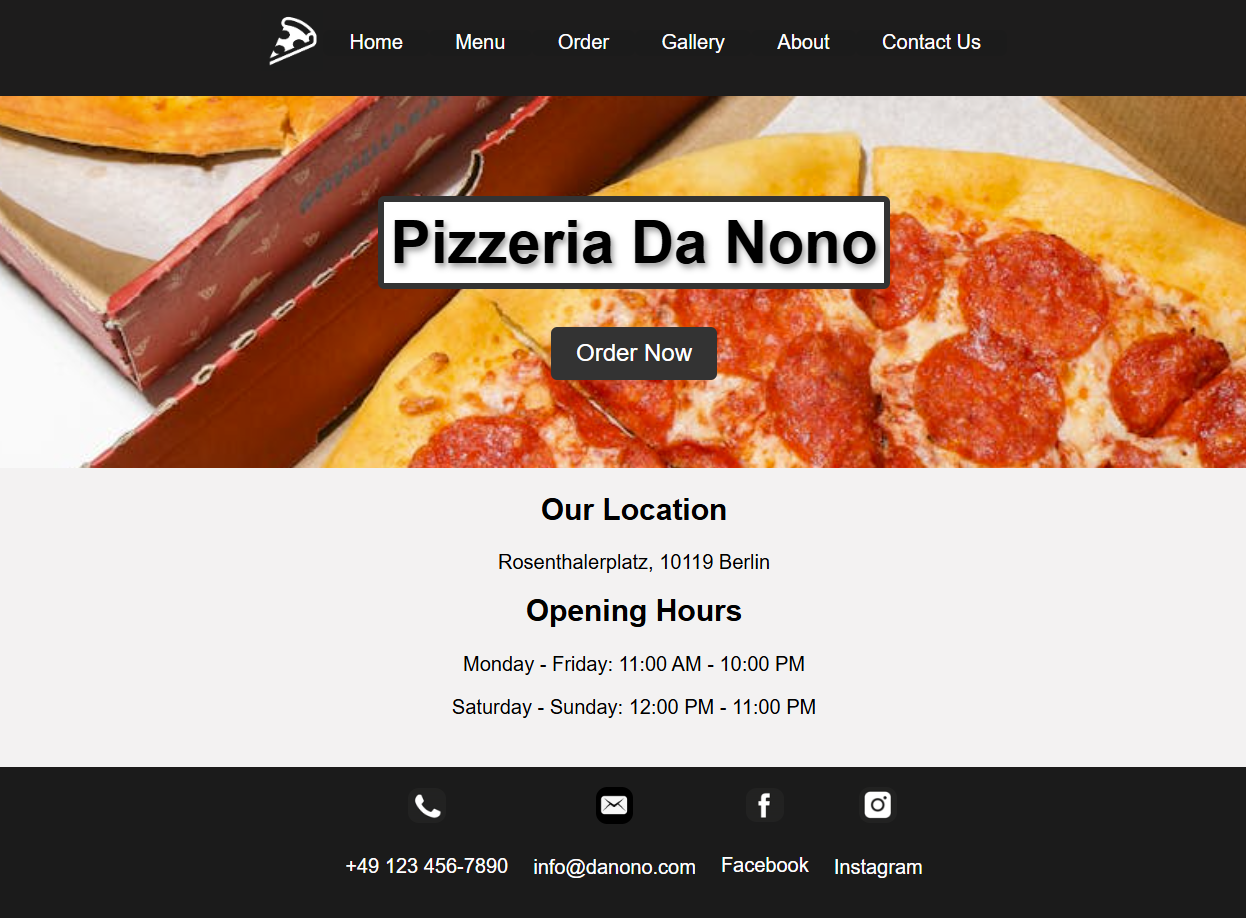 Home Menu Order Gallery About Contact Us
Pizzeria Da Nono
Order Now
Our Location
Rosenthalerplatz, 10119 Berlin
Opening Hours
Monday - Friday: 11:00 AM - 10:00 PM
Saturday - Sunday: 12:00 PM - 11:00 PM
+49 123 456-7890 info@danono.com Facebook Instagram